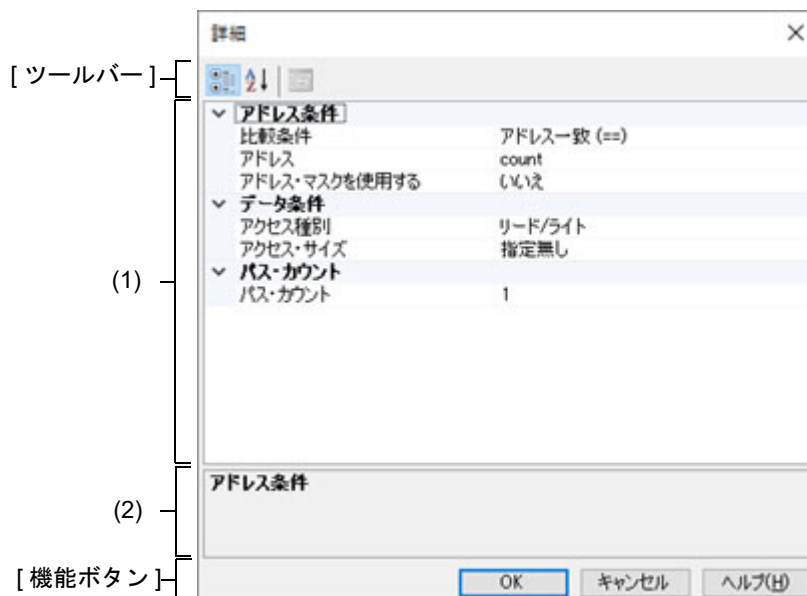 詳細
[ ツールバー ]
(1)
アドレス条件
比較条件 アドレス一致 (==)
アドレス count
アドレス・マスクを使用する いいえ
データ条件
アクセス種別 リード/ライト
アクセス・サイズ 指定無し
パス・カウント
パス・カウント 1
(2)
アドレス条件
[ 機能ボタン ]
OK キャンセル ヘルプ(H)